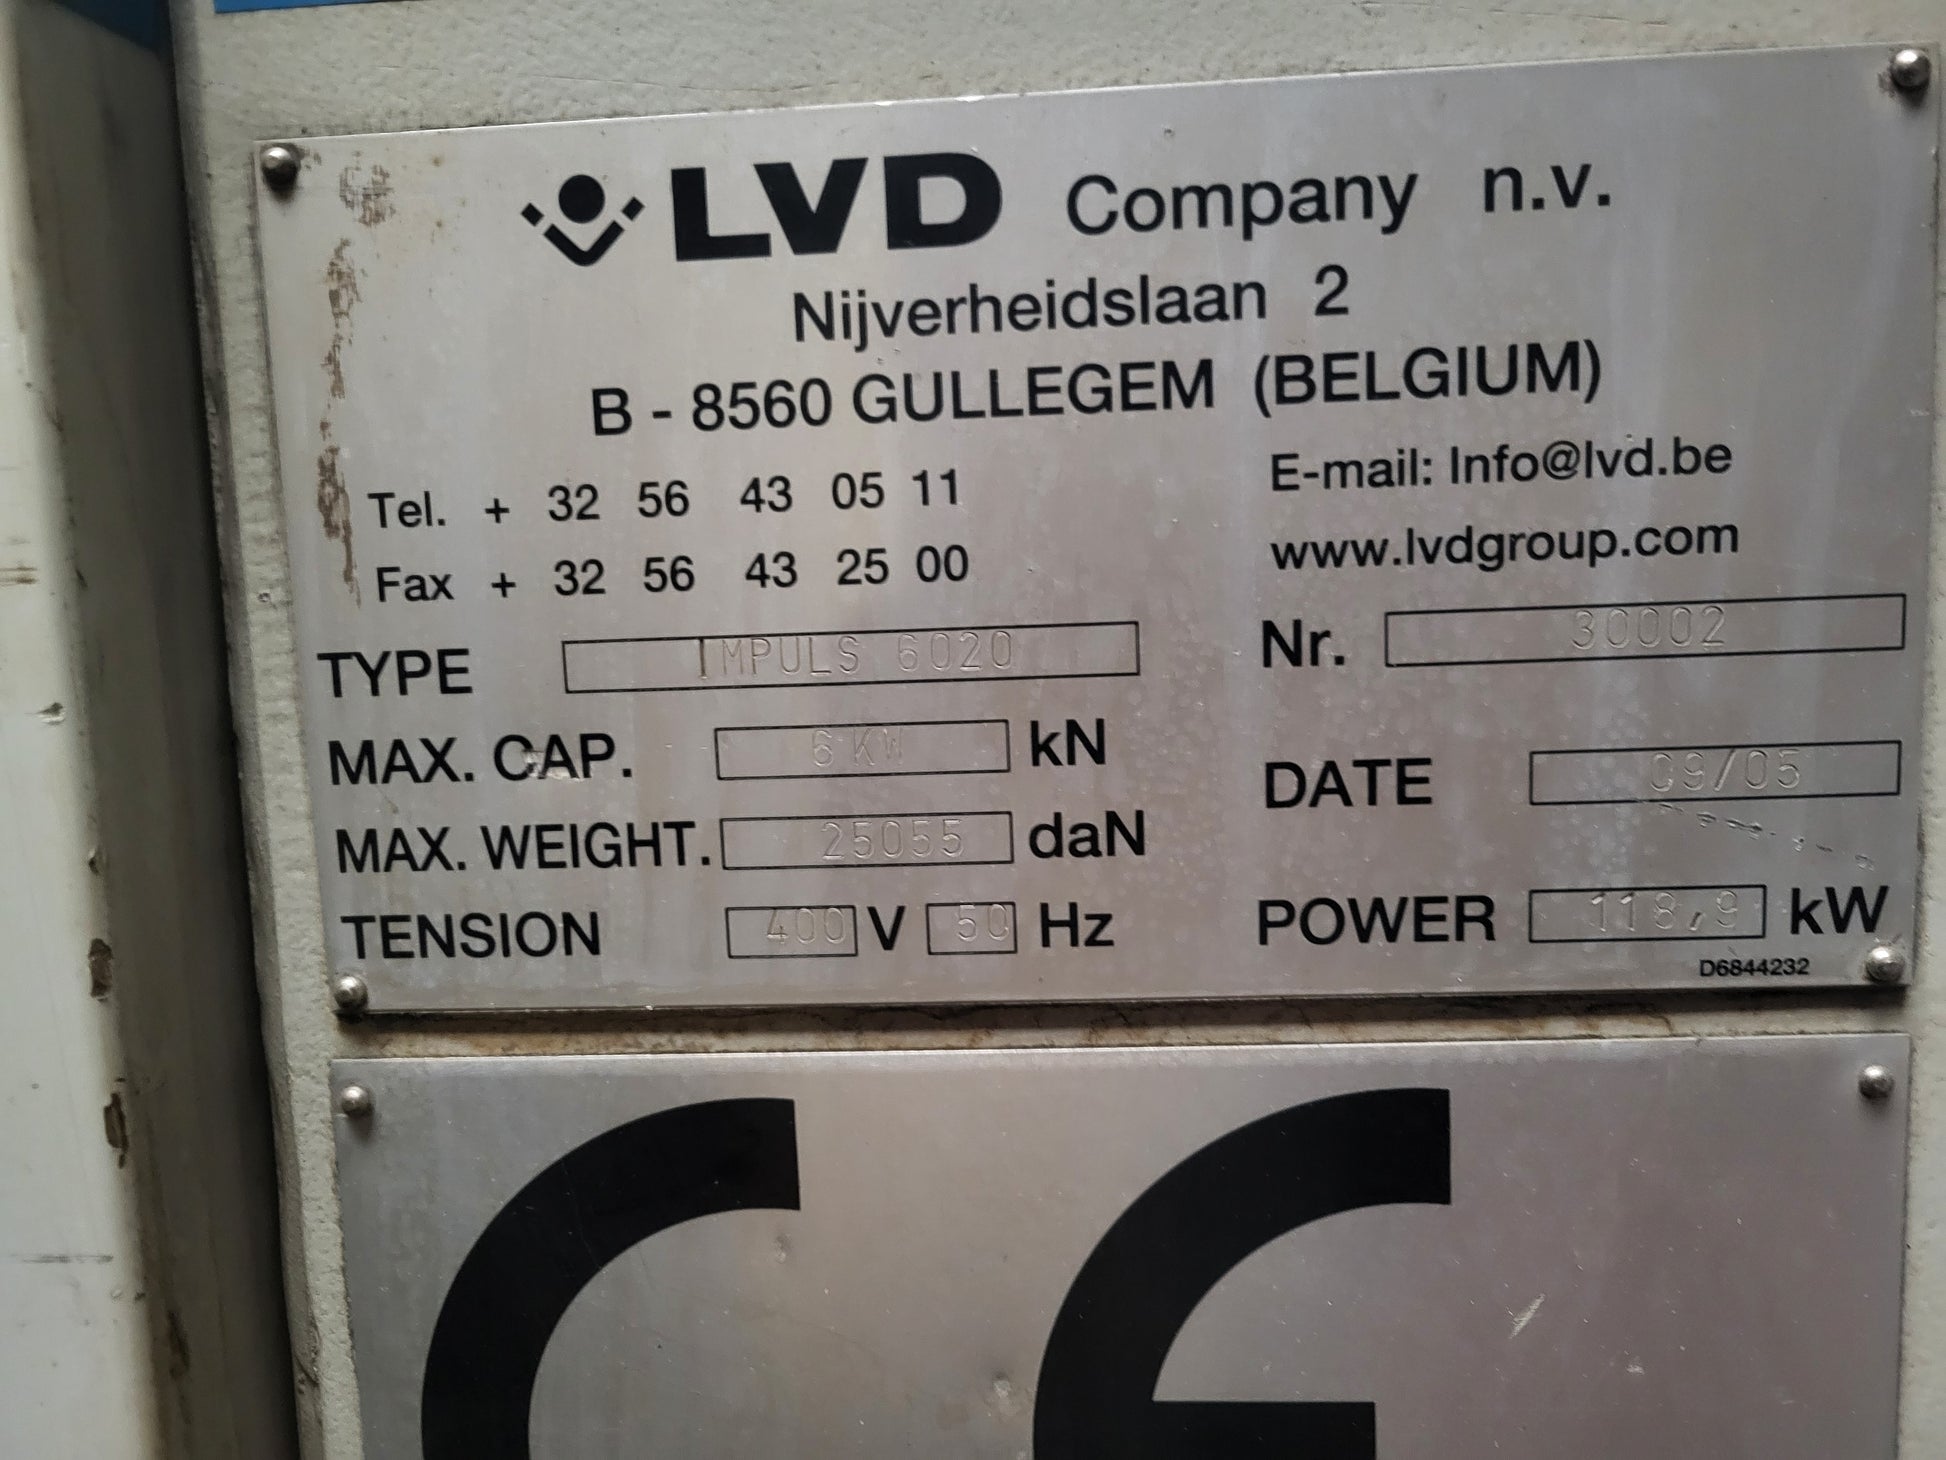 LVD Company n.v.
Nijverheidslaan 2
B - 8560 GULLEGEM (BELGIUM)
Tel. + 32 56 43 05 11
E-mail: Info@lvd.be
Fax + 32 56 43 25 00
www.lvdgroup.com
TYPE IMPULS 6020
Nr. 30002
MAX. CAP. 6 KW kN
DATE 09/05
MAX. WEIGHT. 25055 daN
TENSION 400 V 50 Hz
POWER 118,9 kW
D6844232
CE